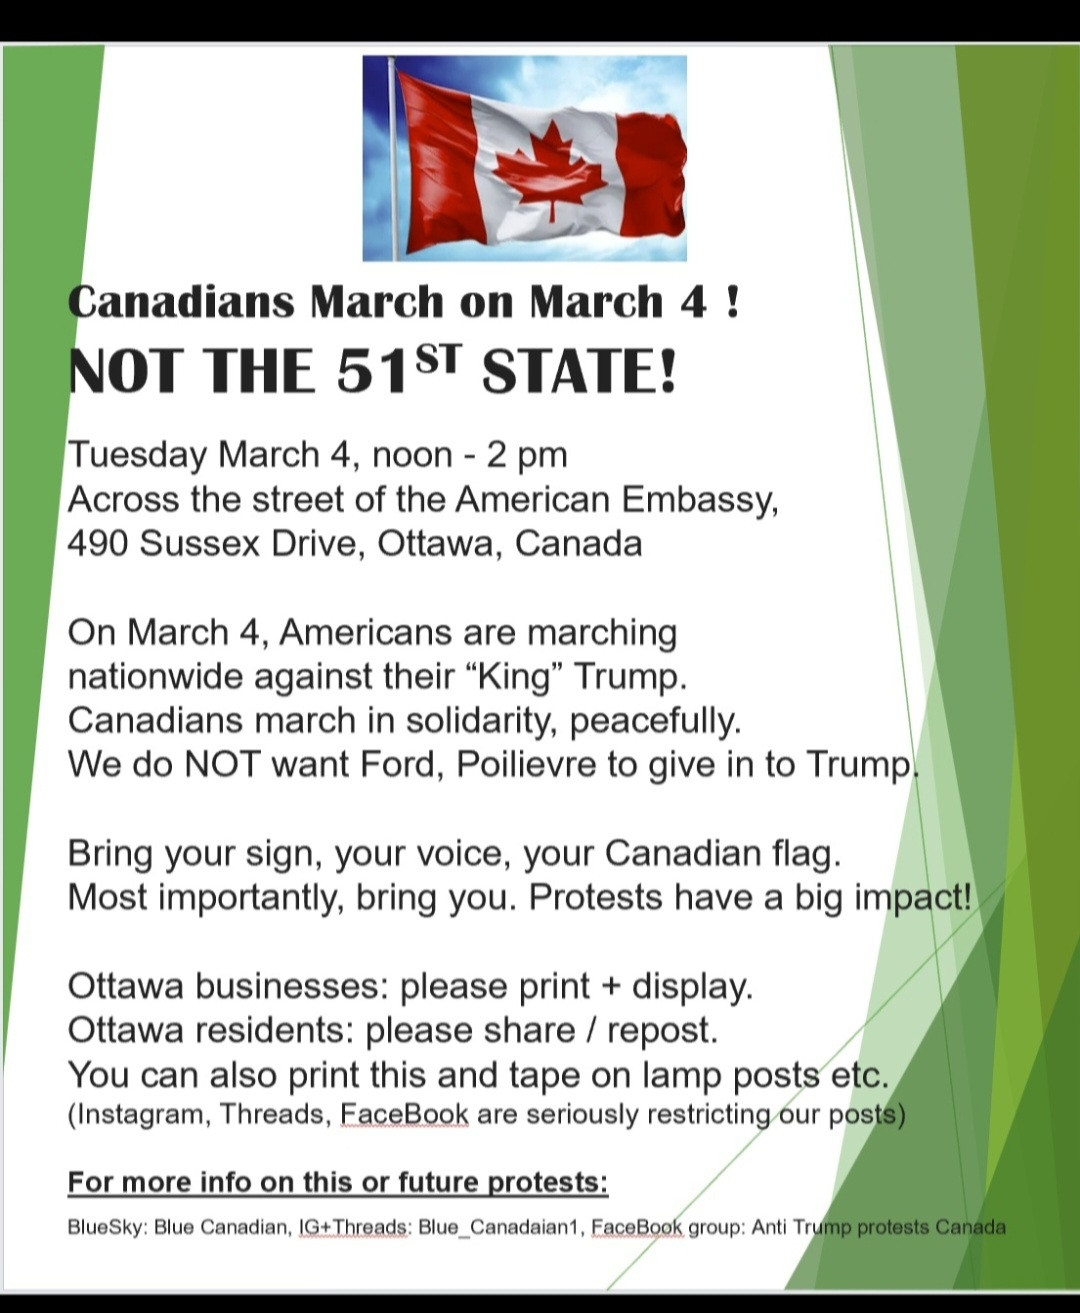 Canadians March on March 4 !
NOT THE 51ST STATE!
Tuesday March 4, noon - 2 pm
Across the street of the American Embassy,
490 Sussex Drive, Ottawa, Canada
On March 4, Americans are marching
nationwide against their “King” Trump.
Canadians march in solidarity, peacefully.
We do NOT want Ford, Poilievre to give in to Trump.
Bring your sign, your voice, your Canadian flag.
Most importantly, bring you. Protests have a big impact!
Ottawa businesses: please print + display.
Ottawa residents: please share / repost.
You can also print this and tape on lamp posts etc.
(Instagram, Threads, FaceBook are seriously restricting our posts)
For more info on this or future protests:
BlueSky: Blue Canadian, IG+Threads: Blue_Canadaian1, FaceBook group: Anti Trump protests Canada